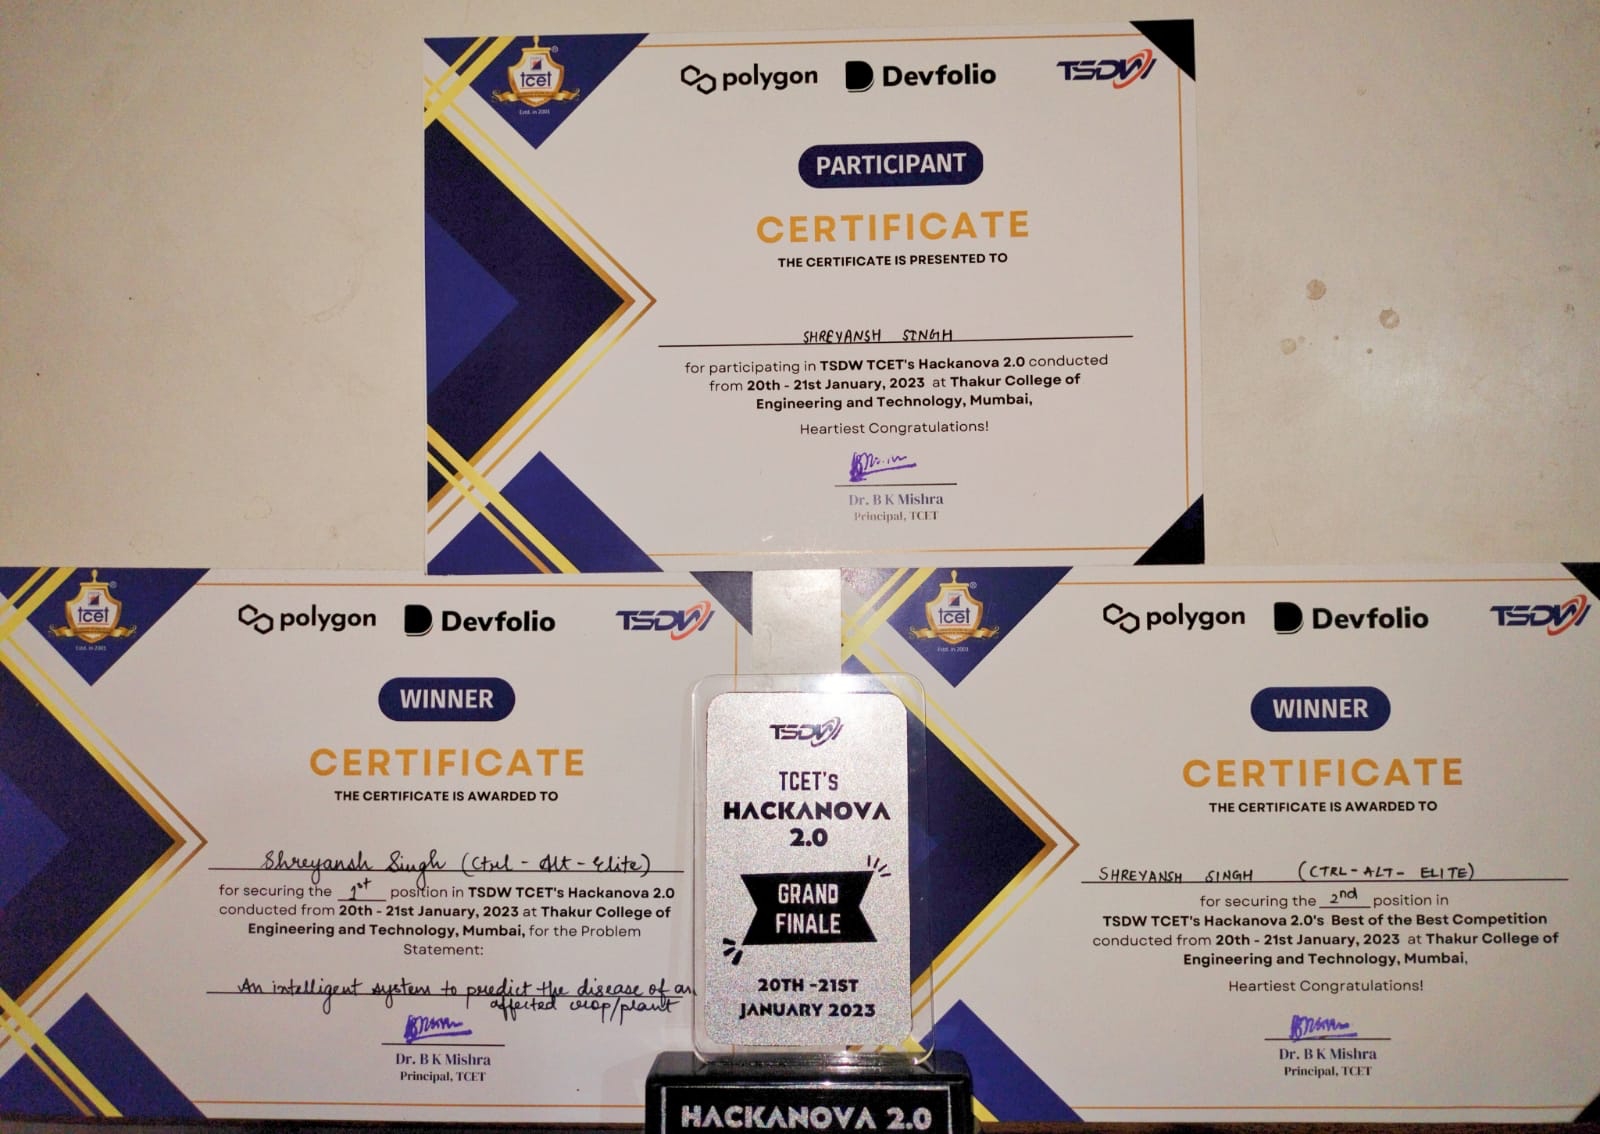 tcet
Estd. in 2001
polygon Devfolio TSDW
PARTICIPANT
CERTIFICATE
THE CERTIFICATE IS PRESENTED TO
SHREYANSH SINGH
for participating in TSDW TCET's Hackanova 2.0 conducted
from 20th - 21st January, 2023 at Thakur College of
Engineering and Technology, Mumbai,
Heartiest Congratulations!
Dr. B K Mishra
Principal, TCET
tcet
Estd. in 2001
polygon Devfolio TSDW
WINNER
CERTIFICATE
THE CERTIFICATE IS AWARDED TO
Shreyansh Singh (Ctrl - Alt - Elite)
for securing the 1st position in TSDW TCET's Hackanova 2.0
conducted from 20th - 21st January, 2023 at Thakur College of
Engineering and Technology, Mumbai, for the Problem
Statement:
An intelligent system to predict the disease of an
affected crop/plant
Dr. B K Mishra
Principal, TCET
TSDW
TCET's
HACKANOVA
2.0
GRAND
FINALE
20TH -21ST
JANUARY 2023
HACKANOVA 2.0
tcet
Estd. in 2001
polygon Devfolio TSDW
WINNER
CERTIFICATE
THE CERTIFICATE IS AWARDED TO
SHREYANSH SINGH (CTRL-ALT- ELITE)
for securing the 2nd position in
TSDW TCET's Hackanova 2.0's Best of the Best Competition
conducted from 20th - 21st January, 2023 at Thakur College of
Engineering and Technology, Mumbai,
Heartiest Congratulations!
Dr. B K Mishra
Principal, TCET